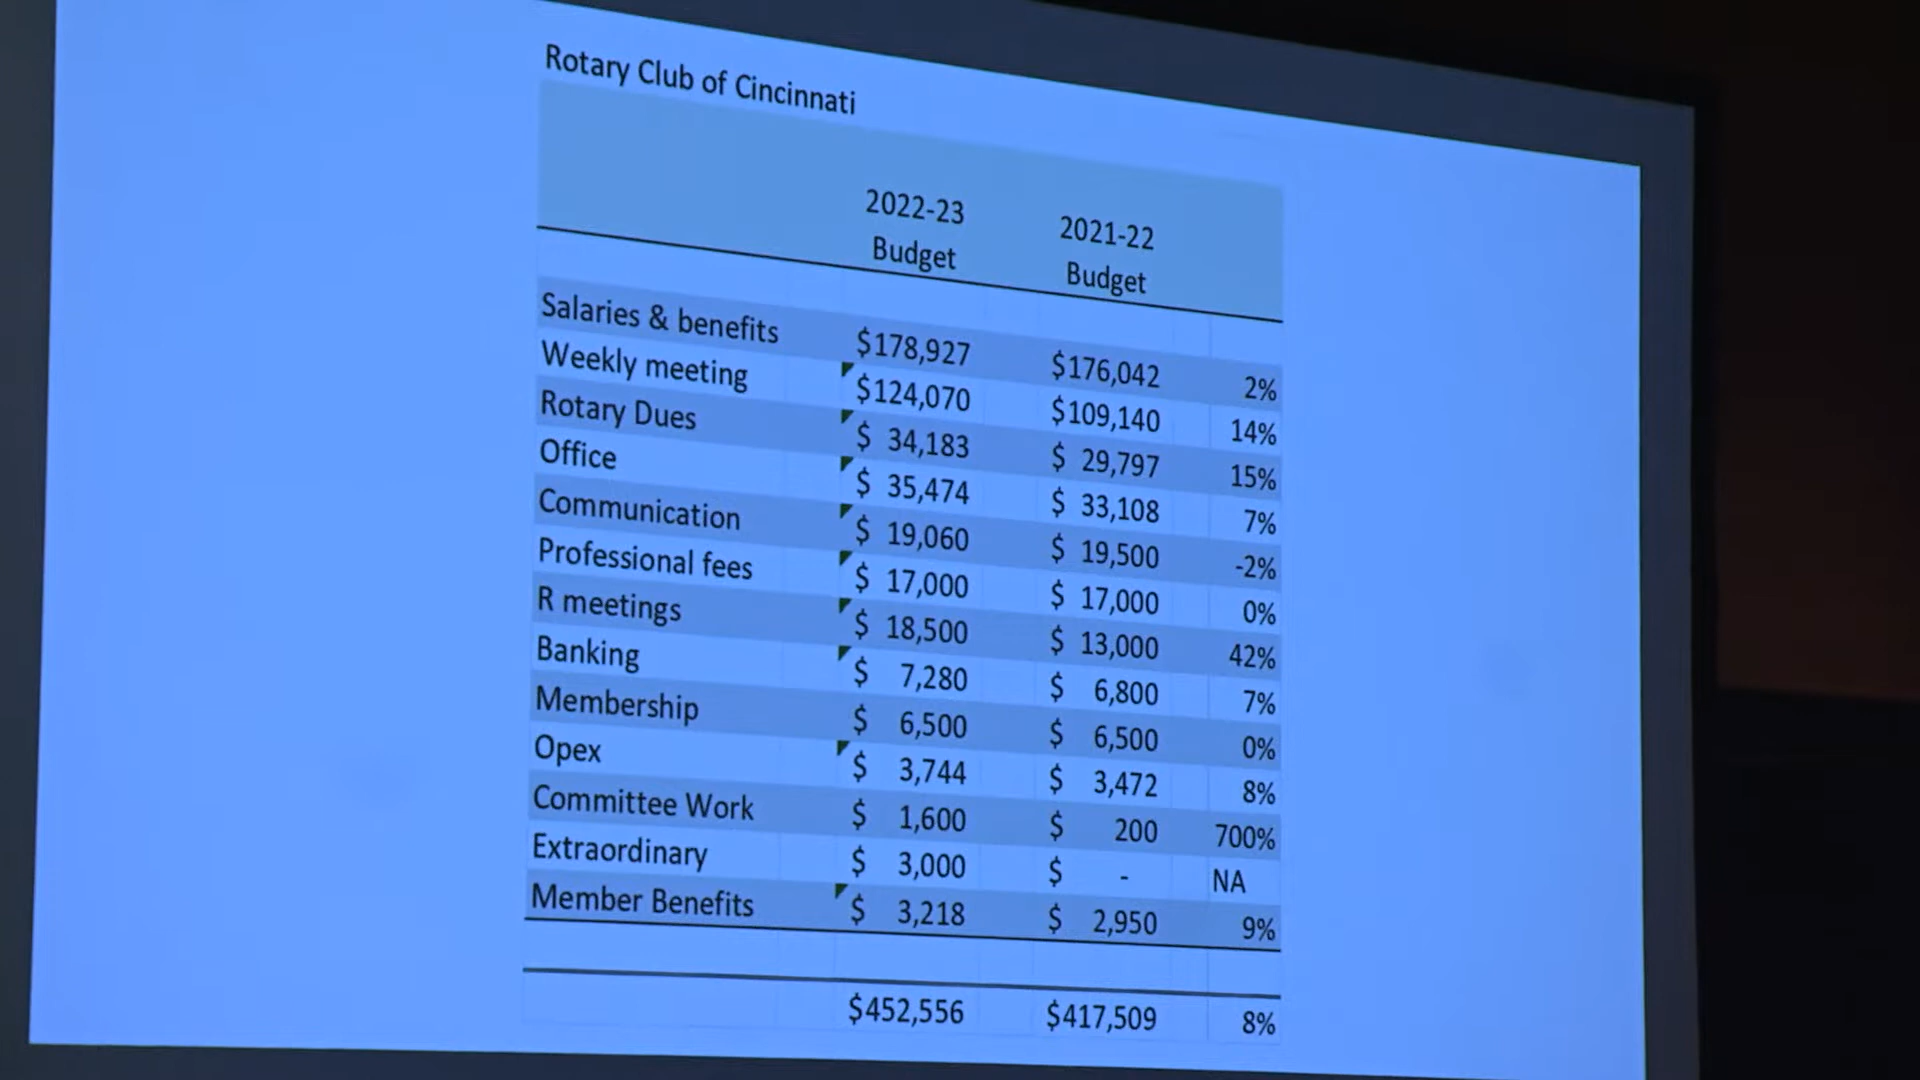 Rotary Club of Cincinnati
2022-23 Budget 2021-22 Budget
Salaries & benefits $178,927 $176,042 2%
Weekly meeting $124,070 $109,140 14%
Rotary Dues $ 34,183 $ 29,797 15%
Office $ 35,474 $ 33,108 7%
Communication $ 19,060 $ 19,500 -2%
Professional fees $ 17,000 $ 17,000 0%
R meetings $ 18,500 $ 13,000 42%
Banking $ 7,280 $ 6,800 7%
Membership $ 6,500 $ 6,500 0%
Opex $ 3,744 $ 3,472 8%
Committee Work $ 1,600 $ 200 700%
Extraordinary $ 3,000 $ - NA
Member Benefits $ 3,218 $ 2,950 9%
$452,556 $417,509 8%